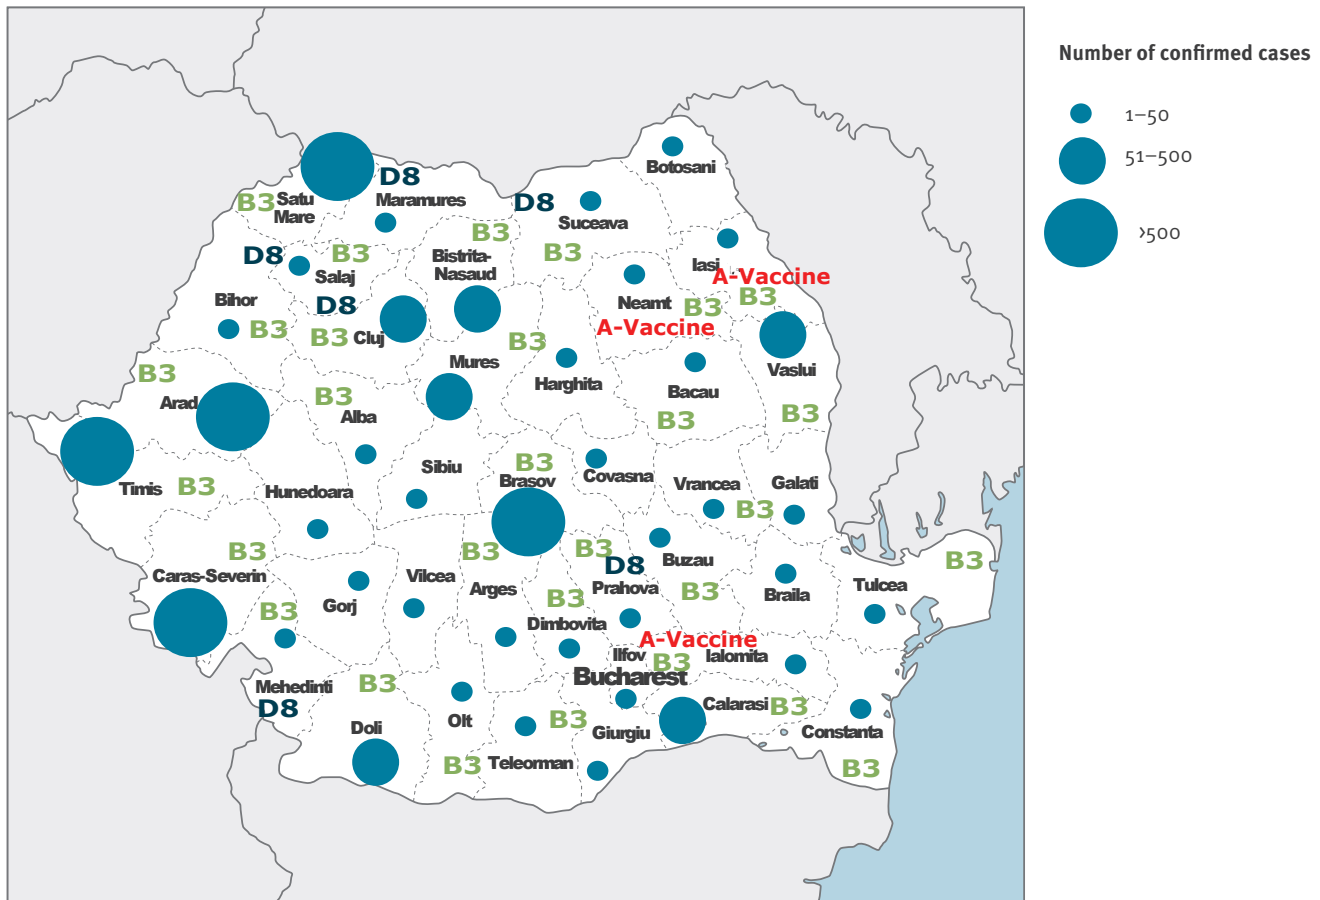 Number of confirmed cases
1–50
51–500
>500
Botosani
D8
Maramures
B3
Satu
Mare
D8
Suceava
B3
B3
Iasi
D8
B3
Salaj
Bistrita-
Nasaud
A-Vaccine
Bihor
D8
Neamt
B3
B3
B3
B3
Cluj
B3
A-Vaccine
Mures
Vaslui
B3
Harghita
Bacau
Arad
B3
Alba
B3
B3
B3
Sibiu
Brasov
Covasna
Vrancea
Galati
Timis
B3
Hunedoara
B3
B3
B3
B3
D8
Buzau
B3
Caras-Severin
Vilcea
Arges
Prahova
B3
Braila
Tulcea
B3
Gorj
B3
Dimbovita
A-Vaccine
Ilfov
B3
Ialomita
Bucharest
Mehedinti
B3
D8
Calarasi
B3
Doli
Olt
B3
Giurgiu
Constanta
B3
Teleorman
B3